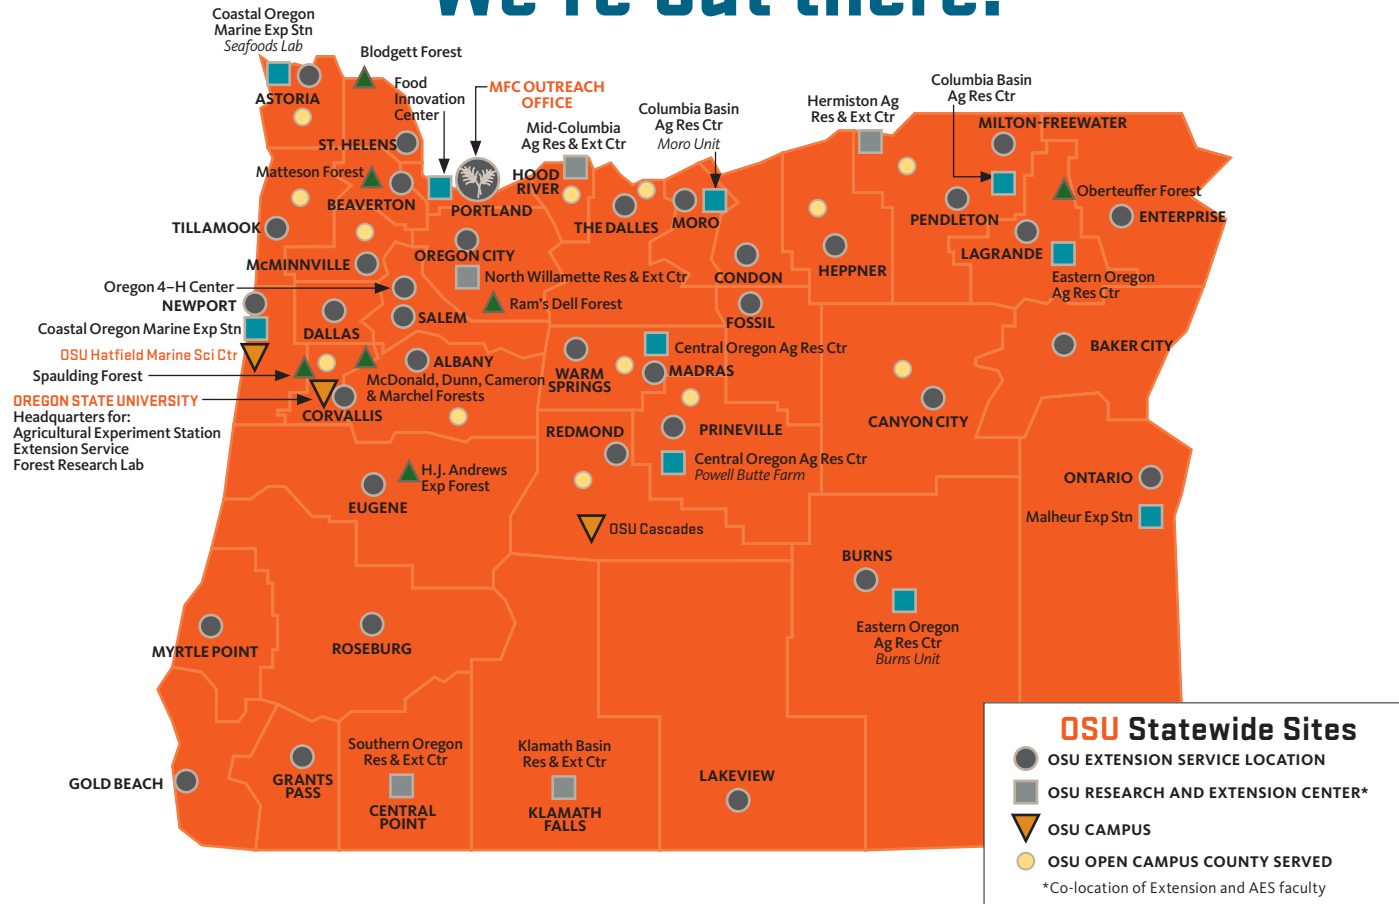 We're out there.
Coastal Oregon
Marine Exp Stn
Seafoods Lab
Blodgett Forest
ASTORIA
Food
Innovation
Center
MFC OUTREACH
OFFICE
Mid-Columbia
Ag Res & Ext Ctr
Columbia Basin
Ag Res Ctr
Moro Unit
Hermiston Ag
Res & Ext Ctr
Columbia Basin
Ag Res Ctr
MILTON-FREEWATER
ST. HELENS
Matteson Forest
HOOD
RIVER
BEAVERTON
PORTLAND
THE DALLES
MORO
PENDLETON
Oberteuffer Forest
ENTERPRISE
TILLAMOOK
OREGON CITY
LAGRANDE
McMINNVILLE
North Willamette Res & Ext Ctr
CONDON
HEPPNER
Eastern Oregon
Ag Res Ctr
Oregon 4–H Center
NEWPORT
Ram's Dell Forest
SALEM
FOSSIL
Coastal Oregon Marine Exp Stn
DALLAS
OSU Hatfield Marine Sci Ctr
ALBANY
Central Oregon Ag Res Ctr
BAKER CITY
Spaulding Forest
McDonald, Dunn, Cameron
& Marchel Forests
WARM
SPRINGS
MADRAS
OREGON STATE UNIVERSITY
Headquarters for:
Agricultural Experiment Station
Extension Service
Forest Research Lab
CORVALLIS
CANYON CITY
REDMOND
PRINEVILLE
H.J. Andrews
Exp Forest
Central Oregon Ag Res Ctr
Powell Butte Farm
ONTARIO
EUGENE
Malheur Exp Stn
OSU Cascades
BURNS
Eastern Oregon
Ag Res Ctr
Burns Unit
MYRTLE POINT
ROSEBURG
GOLD BEACH
GRANTS
PASS
Southern Oregon
Res & Ext Ctr
CENTRAL
POINT
Klamath Basin
Res & Ext Ctr
KLAMATH
FALLS
LAKEVIEW
OSU Statewide Sites
OSU EXTENSION SERVICE LOCATION
OSU RESEARCH AND EXTENSION CENTER*
OSU CAMPUS
OSU OPEN CAMPUS COUNTY SERVED
*Co-location of Extension and AES faculty